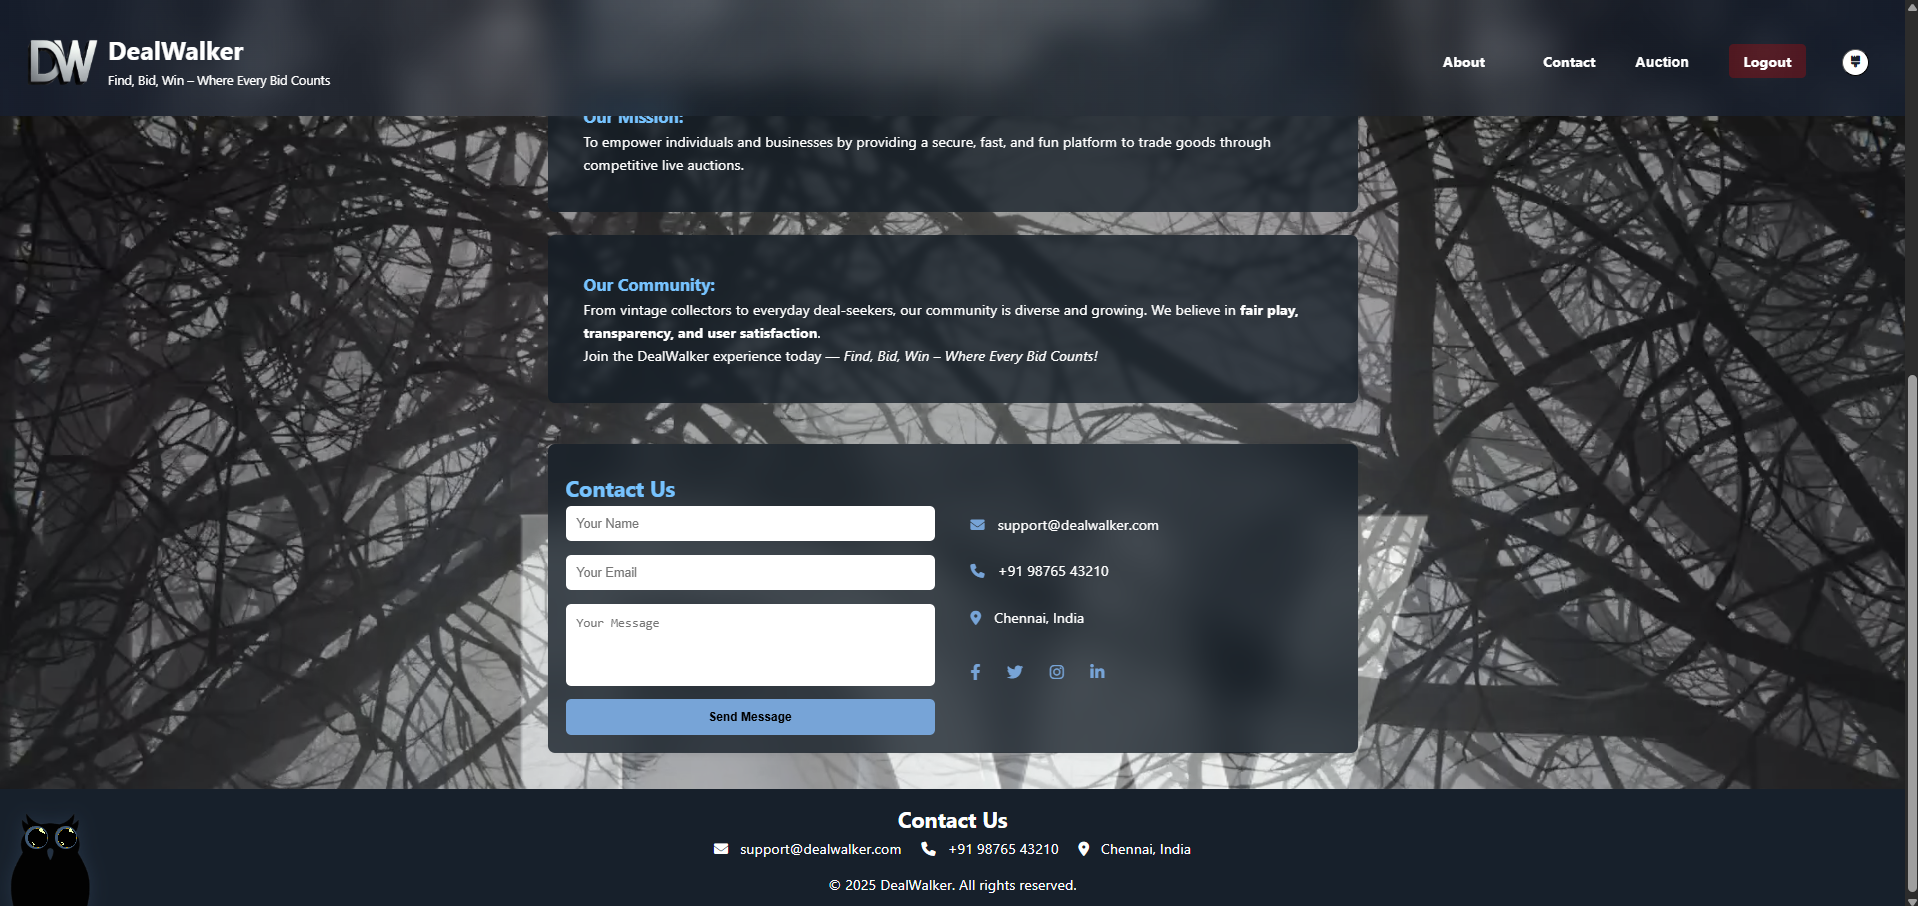 DW
DealWalker
Find, Bid, Win – Where Every Bid Counts
About
Contact
Auction
Logout
Our Mission:
To empower individuals and businesses by providing a secure, fast, and fun platform to trade goods through
competitive live auctions.
Our Community:
From vintage collectors to everyday deal-seekers, our community is diverse and growing. We believe in fair play,
transparency, and user satisfaction.
Join the DealWalker experience today — Find, Bid, Win – Where Every Bid Counts!
Contact Us
Your Name
Your Email
Your Message
Send Message
support@dealwalker.com
+91 98765 43210
Chennai, India
Contact Us
support@dealwalker.com +91 98765 43210 Chennai, India
© 2025 DealWalker. All rights reserved.